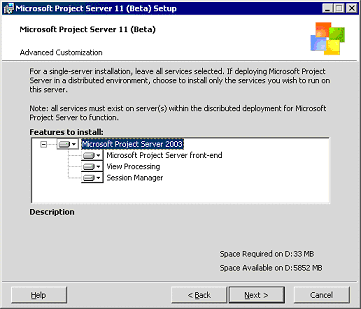 Microsoft Project Server 11 (Beta) Setup
Microsoft Project Server 11 (Beta)
Advanced Customization
For a single-server installation, leave all services selected. If deploying Microsoft Project
Server in a distributed environment, choose to install only the services you wish to run on
this server.
Note: all services must exist on server(s) within the distributed deployment for Microsoft
Project Server to function.
Features to install:
Microsoft Project Server 2003
Microsoft Project Server front-end
View Processing
Session Manager
Description
Space Required on D: 33 MB
Space Available on D: 5852 MB
Help
< Back
Next >
Cancel